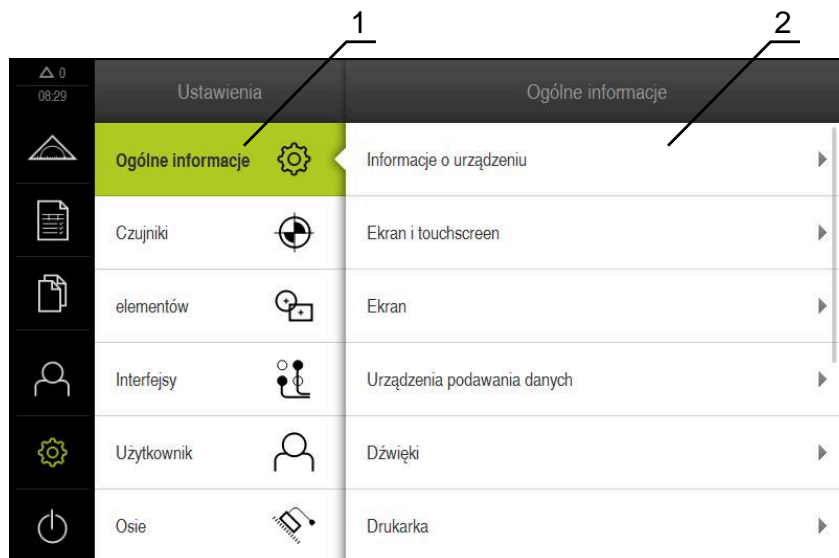 1
2
0
08:29
Ustawienia
Ogólne informacje
Ogólne informacje
Informacje o urządzeniu
Czujniki
Ekran i touchscreen
elementów
Ekran
Interfejsy
Urządzenia podawania danych
Użytkownik
Dźwięki
Osie
Drukarka